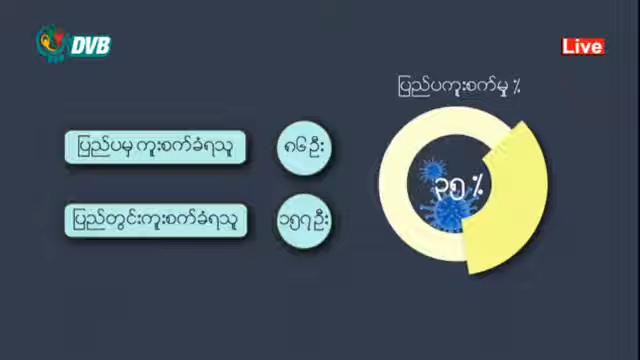 DVB
Live
ပြည်ပကူးစက်မှု %
ပြည်ပမှ ကူးစက်ခံရသူ
၈၆ ဦး
၃၅ %
ပြည်တွင်းကူးစက်ခံရသူ
၁၅၇ဦး